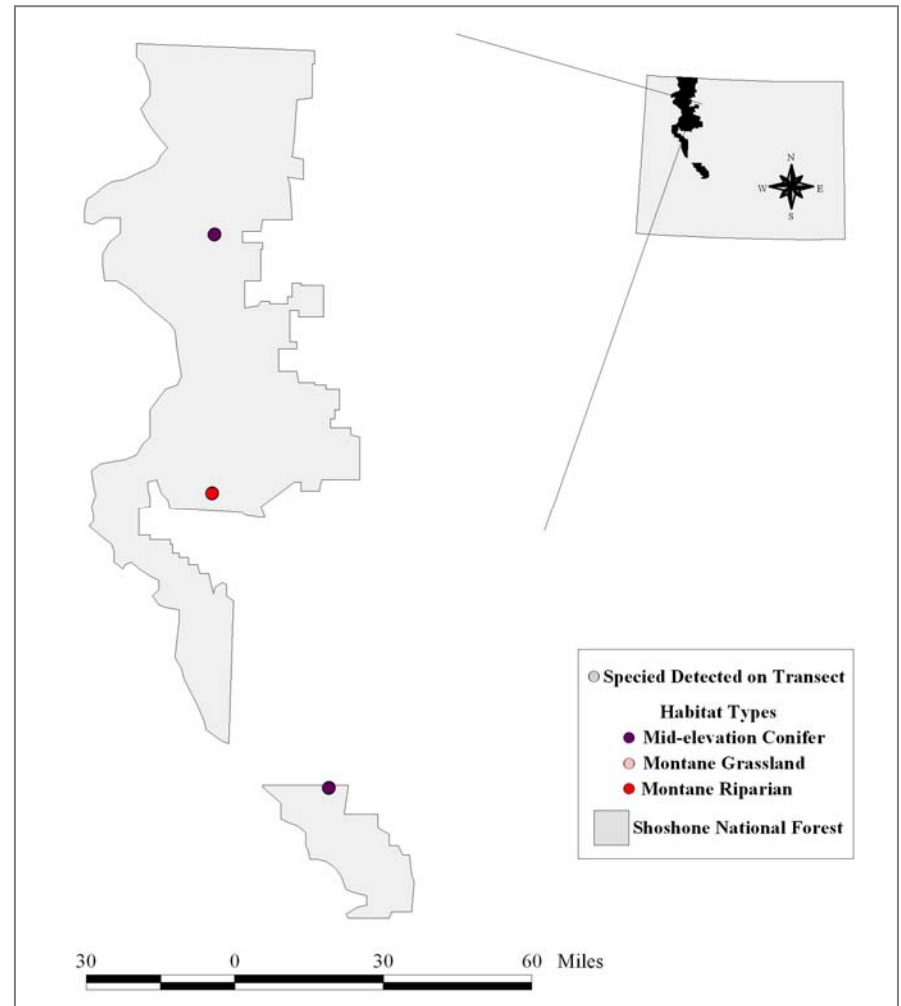 N
W E
S
Specied Detected on Transect
Habitat Types
Mid-elevation Conifer
Montane Grassland
Montane Riparian
Shoshone National Forest
30 0 30 60 Miles